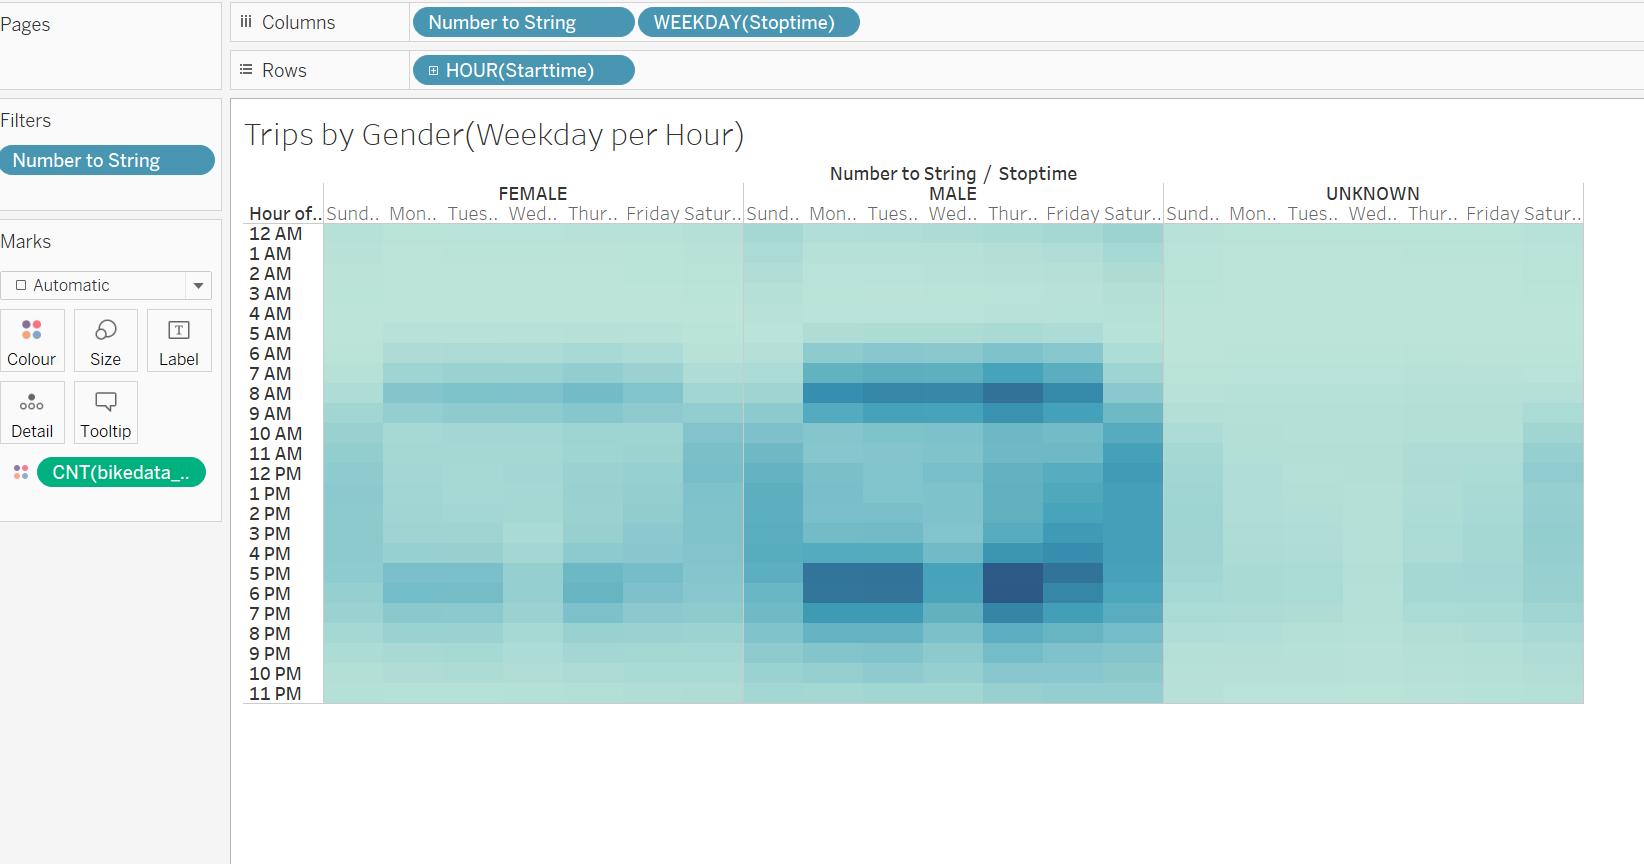 Pages
Columns
Number to String
WEEKDAY(Stoptime)
Rows
HOUR(Starttime)
Filters
Number to String
Marks
Automatic
Colour
Size
Label
Detail
Tooltip
CNT(bikedata_..
Trips by Gender(Weekday per Hour)
Number to String / Stoptime
FEMALE MALE UNKNOWN
Hour of.. Sund.. Mon.. Tues.. Wed.. Thur.. Friday Satur.. Sund.. Mon.. Tues.. Wed.. Thur.. Friday Satur.. Sund.. Mon.. Tues.. Wed.. Thur.. Friday Satur..
12 AM
1 AM
2 AM
3 AM
4 AM
5 AM
6 AM
7 AM
8 AM
9 AM
10 AM
11 AM
12 PM
1 PM
2 PM
3 PM
4 PM
5 PM
6 PM
7 PM
8 PM
9 PM
10 PM
11 PM